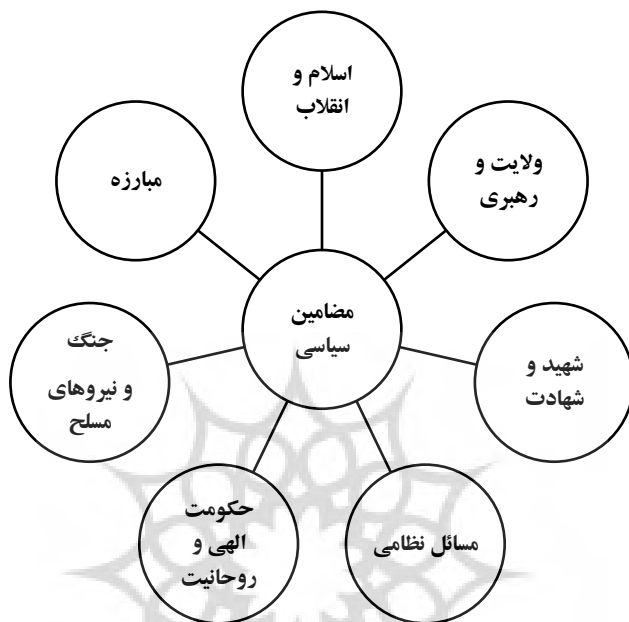 اسلام و
انقلاب
ولایت و
رهبری
شهید و
شهادت
مسائل نظامی
حکومت
الهی و
روحانیت
جنگ
و نیروهای
مسلح
مبارزه
مضامین
سیاسی